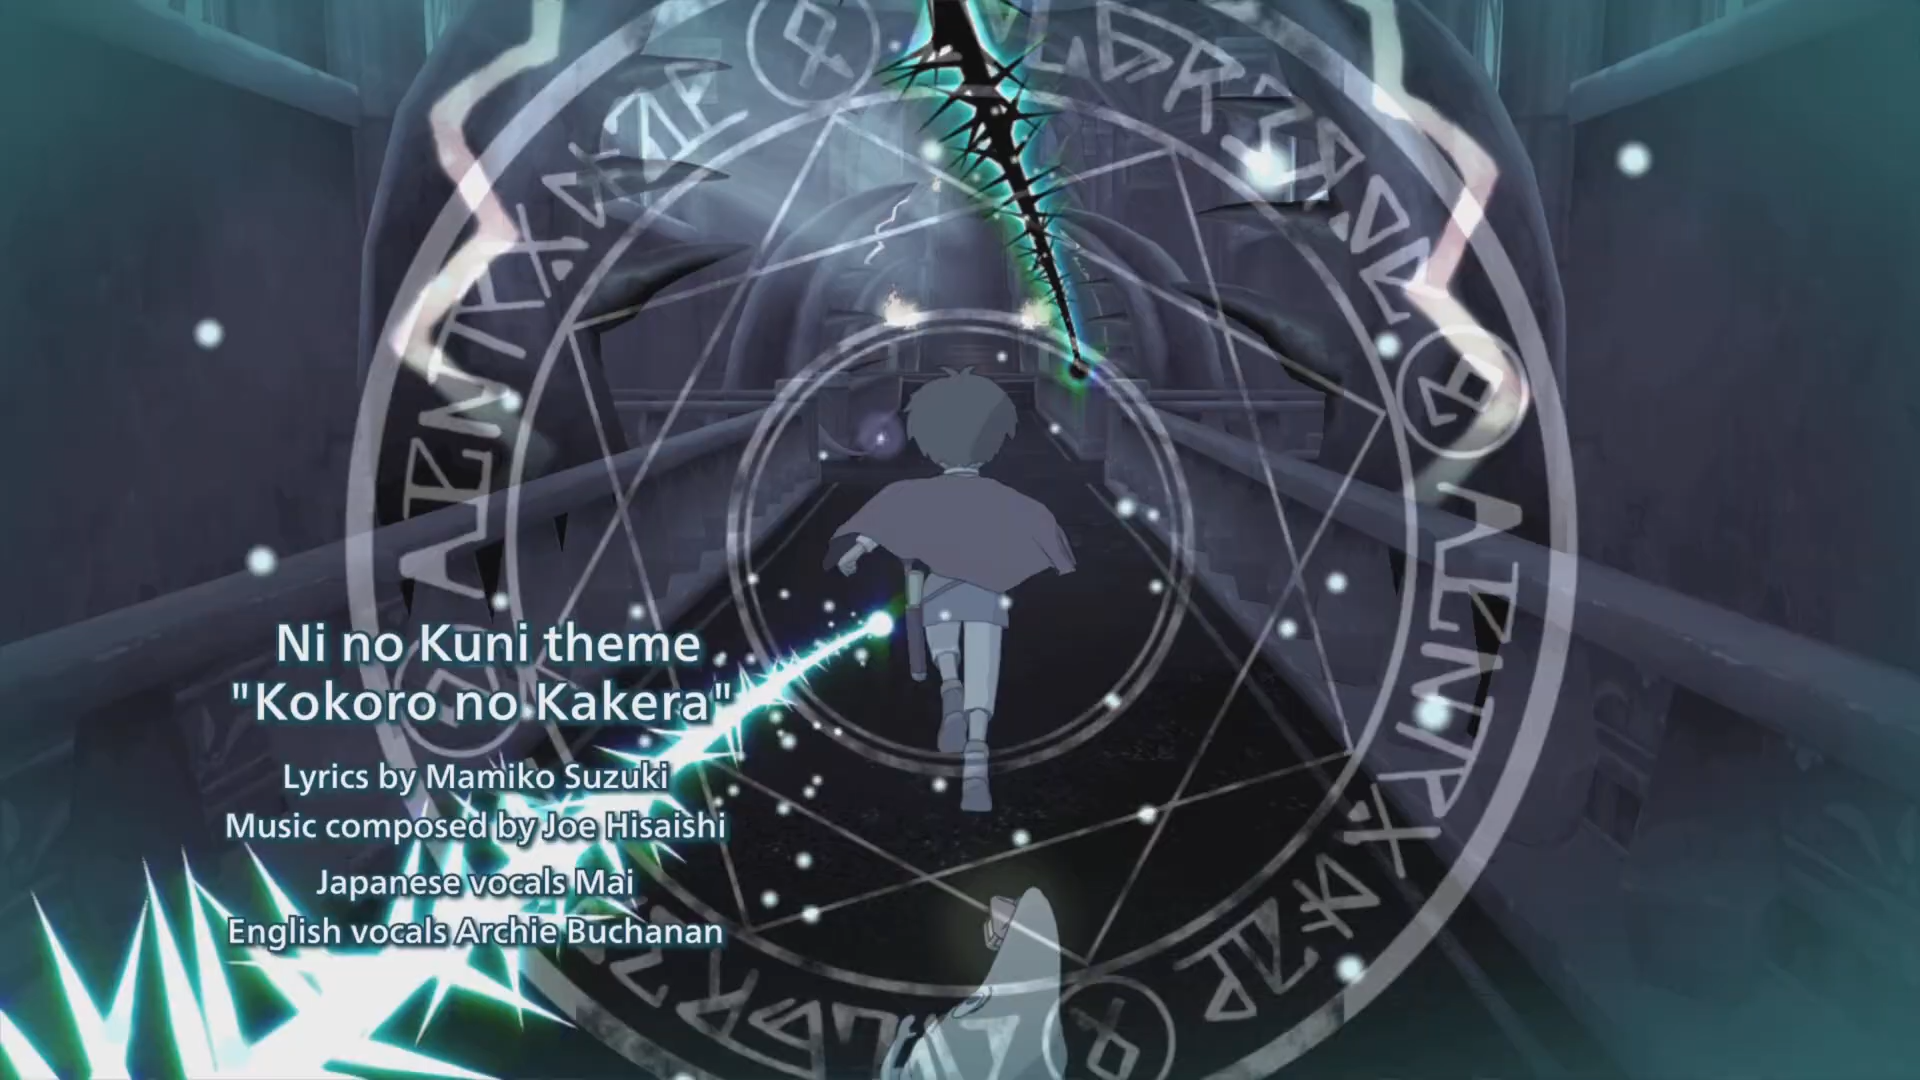 Ni no Kuni theme
"Kokoro no Kakera"
Lyrics by Mamiko Suzuki
Music composed by Joe Hisaishi
Japanese vocals Mai
English vocals Archie Buchanan